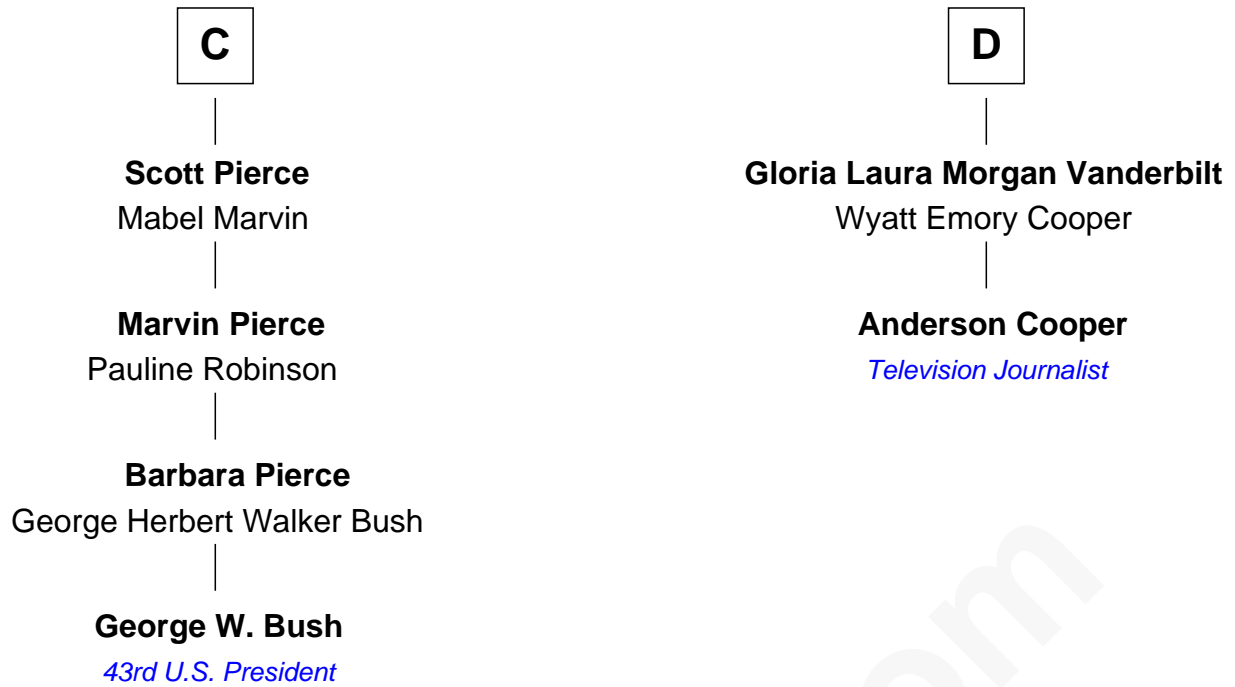 C
Scott Pierce
Mabel Marvin
Marvin Pierce
Pauline Robinson
Barbara Pierce
George Herbert Walker Bush
George W. Bush
43rd U.S. President
D
Gloria Laura Morgan Vanderbilt
Wyatt Emory Cooper
Anderson Cooper
Television Journalist
om